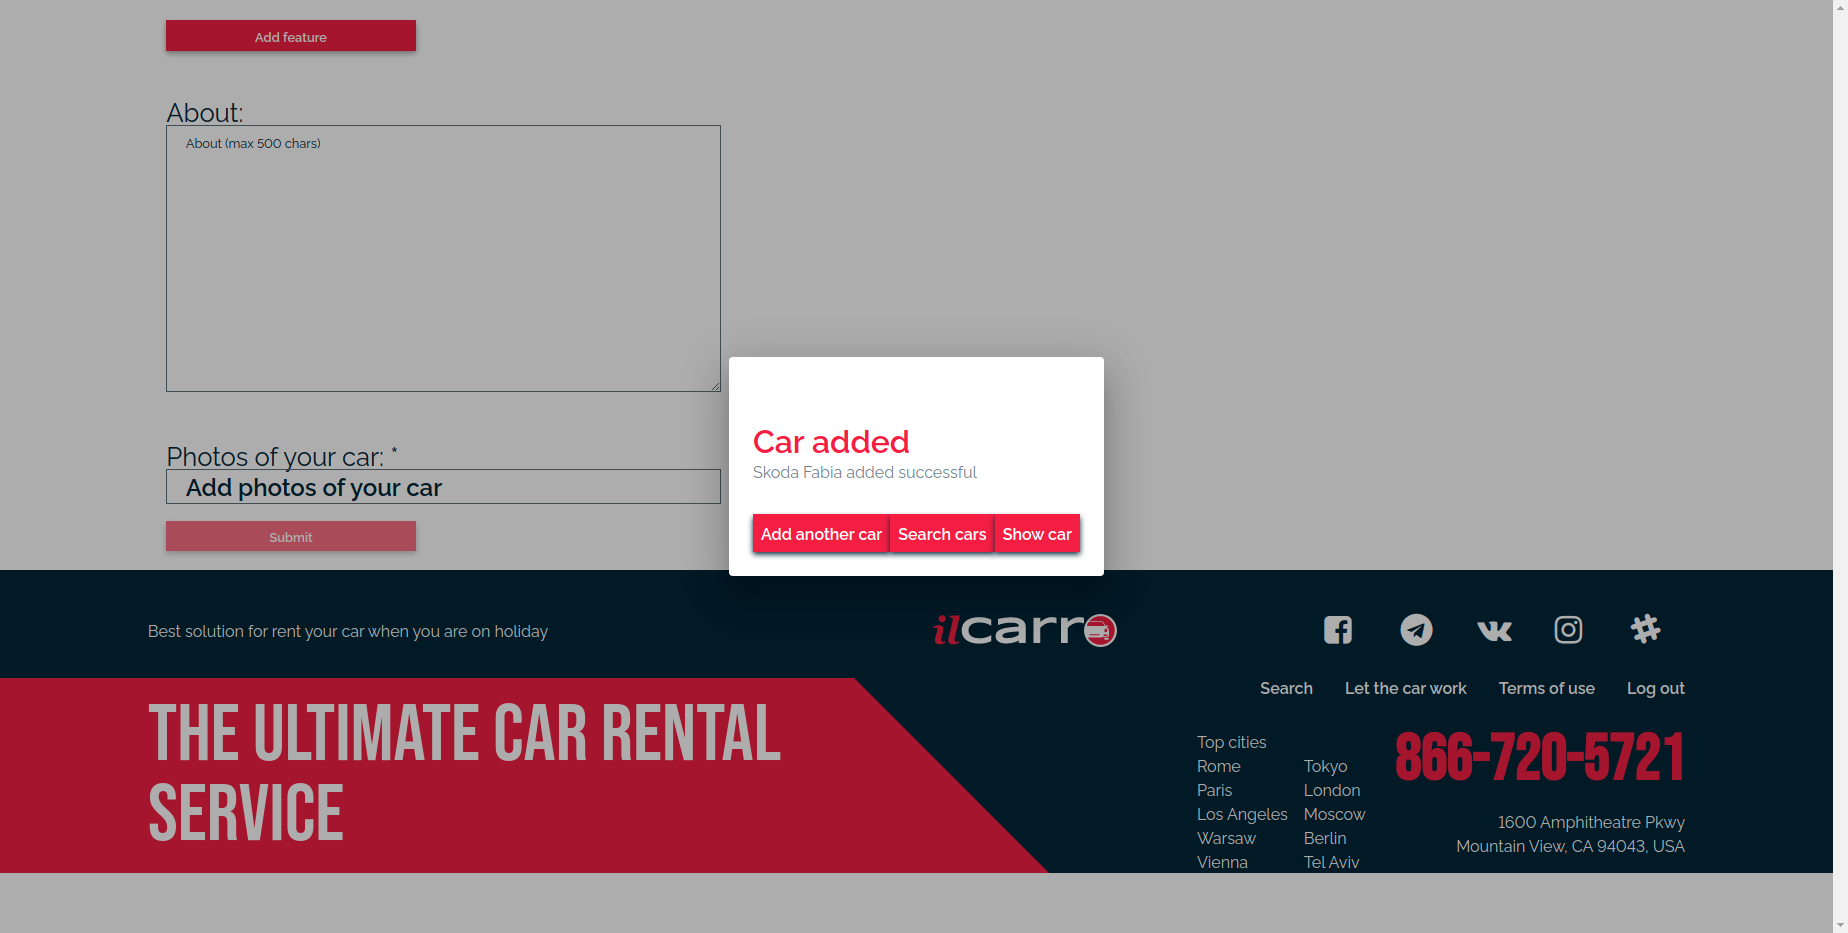 Add feature
About:
About (max 500 chars)
Photos of your car: *
Add photos of your car
Submit
Car added
Skoda Fabia added successful
Add another car Search cars Show car
Best solution for rent your car when you are on holiday
ilcarro
Search Let the car work Terms of use Log out
THE ULTIMATE CAR RENTAL
SERVICE
Top cities
Rome Tokyo
Paris London
Los Angeles Moscow
Warsaw Berlin
Vienna Tel Aviv
866-720-5721
1600 Amphitheatre Pkwy
Mountain View, CA 94043, USA